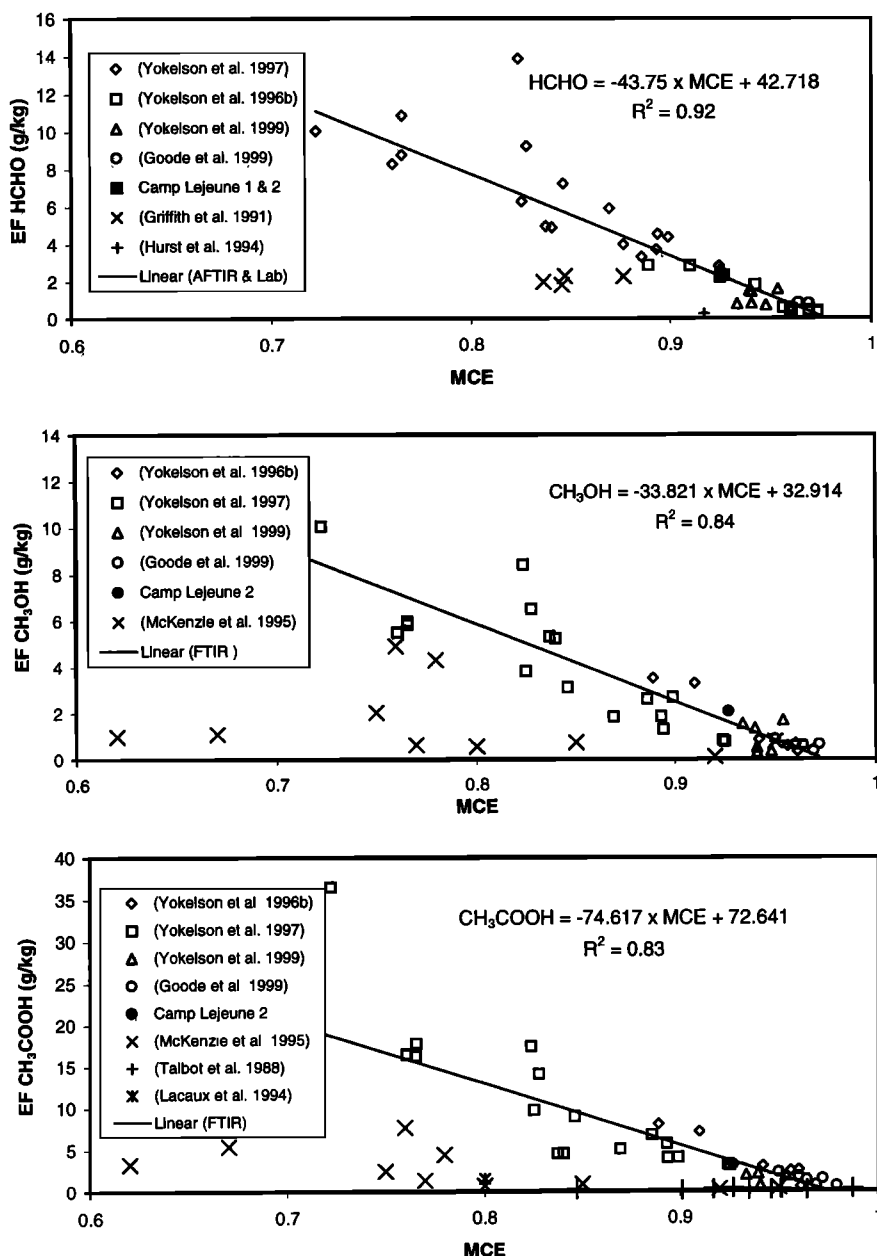 16
14
12
10
8
6
4
2
0
EF HCHO (g/kg)
(Yokelson et al. 1997)
(Yokelson et al. 1996b)
(Yokelson et al. 1999)
(Goode et al. 1999)
Camp Lejeune 1 & 2
(Griffith et al. 1991)
(Hurst et al. 1994)
Linear (AFTIR & Lab)
HCHO = -43.75 x MCE + 42.718
R² = 0.92
0.6 0.7 0.8 0.9 1
MCE
14
12
10
8
6
4
2
0
EF CH₃OH (g/kg)
(Yokelson et al. 1996b)
(Yokelson et al. 1997)
(Yokelson et al 1999)
(Goode et al. 1999)
Camp Lejeune 2
(McKenzie et al. 1995)
Linear (FTIR )
CH₃OH = -33.821 x MCE + 32.914
R² = 0.84
0.6 0.7 0.8 0.9 1
MCE
40
35
30
25
20
15
10
5
0
EF CH₃COOH (g/kg)
(Yokelson et al 1996b)
(Yokelson et al. 1997)
(Yokelson et al. 1999)
(Goode et al 1999)
Camp Lejeune 2
(McKenzie et al 1995)
(Talbot et al. 1988)
(Lacaux et al. 1994)
Linear (FTIR)
CH₃COOH = -74.617 x MCE + 72.641
R² = 0.83
0.6 0.7 0.8 0.9 1
MCE